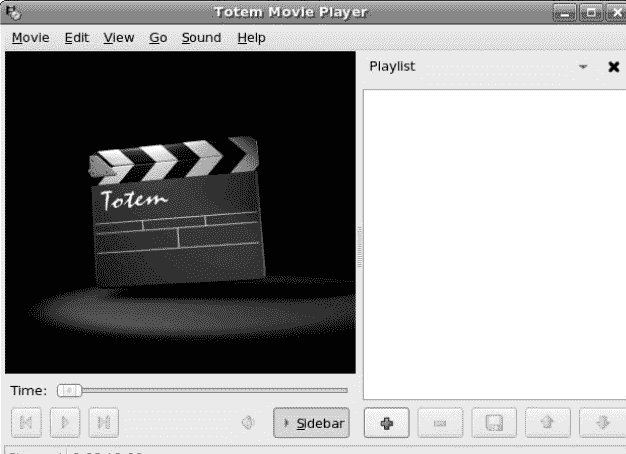 Totem Movie Player
Movie Edit View Go Sound Help
Playlist
Totem
Time:
Sidebar